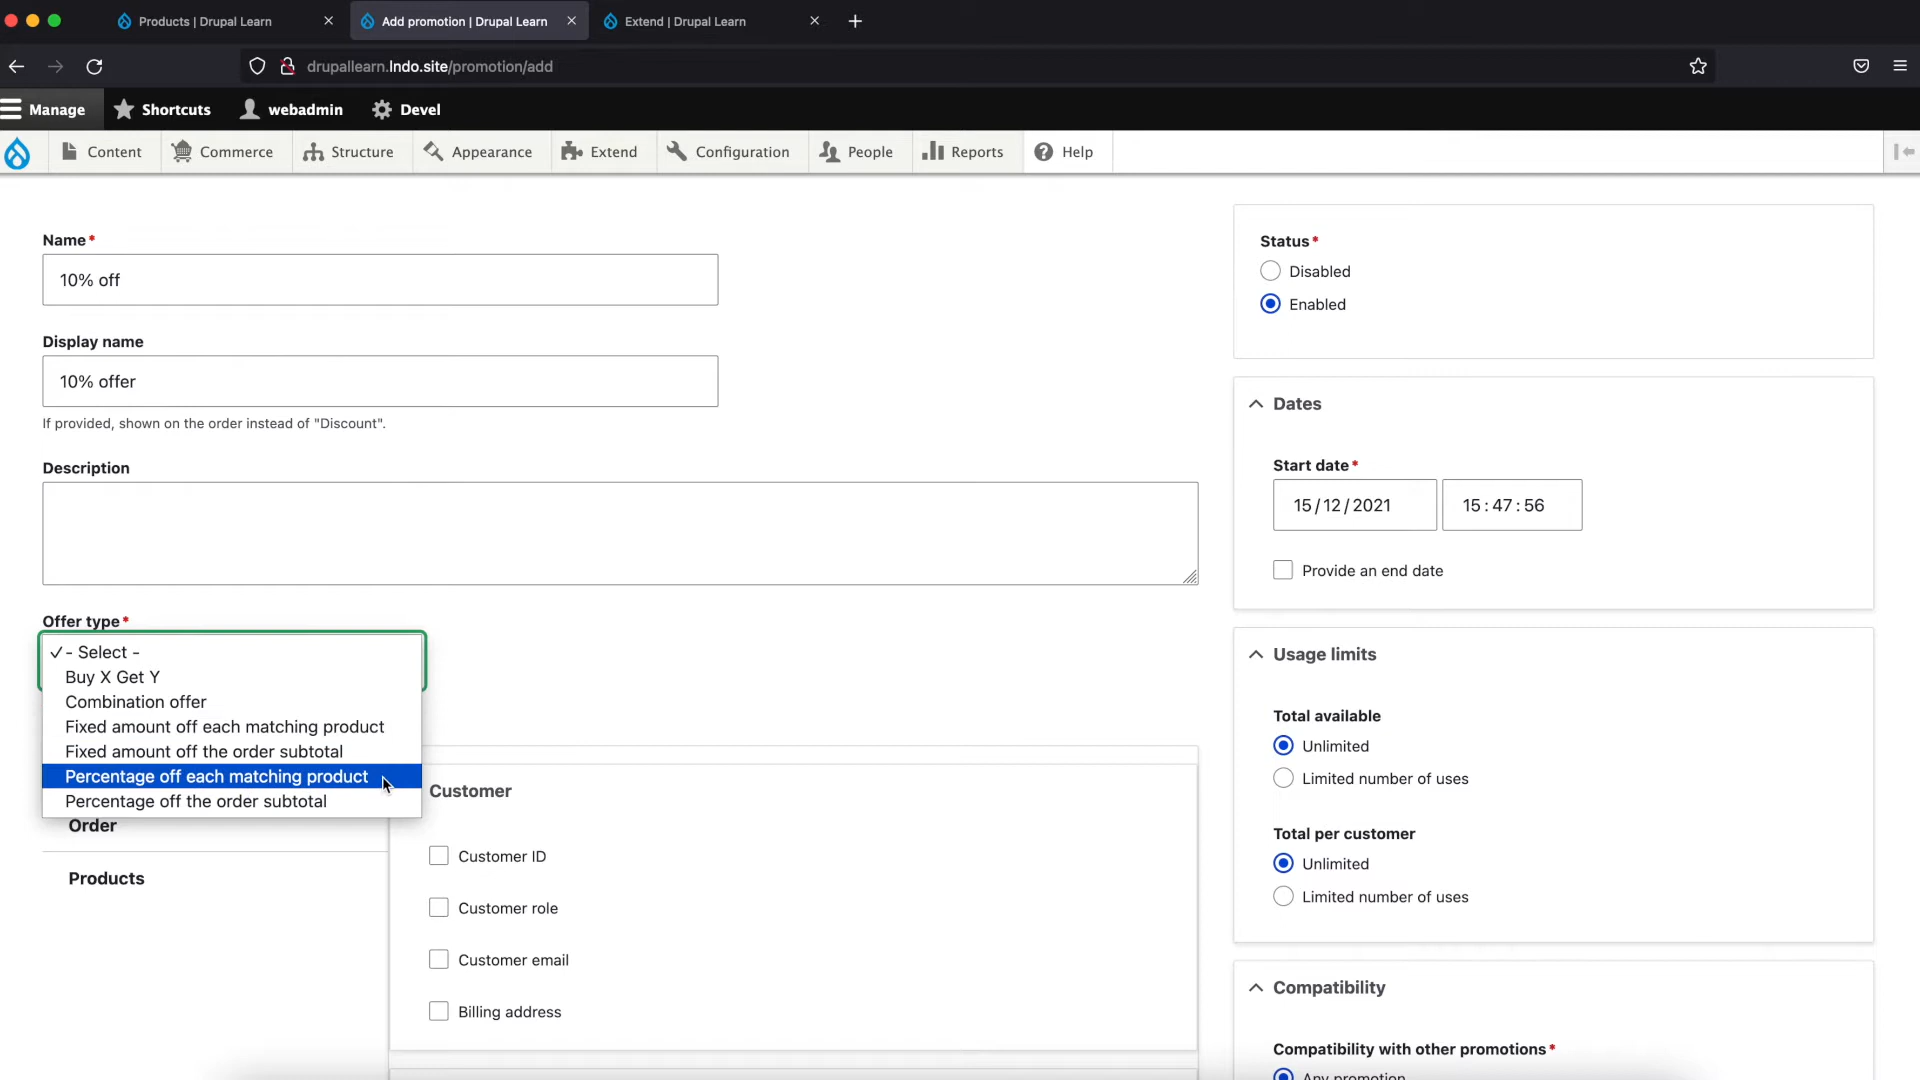 Products | Drupal Learn
Add promotion | Drupal Learn
Extend | Drupal Learn
drupallearn.lndo.site/promotion/add
Manage
Shortcuts
webadmin
Devel
Content
Commerce
Structure
Appearance
Extend
Configuration
People
Reports
Help
Name*
10% off
Display name
10% offer
If provided, shown on the order instead of "Discount".
Description
Offer type*
✓ - Select -
Buy X Get Y
Combination offer
Fixed amount off each matching product
Fixed amount off the order subtotal
Percentage off each matching product
Percentage off the order subtotal
Order
Products
Customer
Customer ID
Customer role
Customer email
Billing address
Status*
Disabled
Enabled
Dates
Start date*
15/12/2021 15:47:56
Provide an end date
Usage limits
Total available
Unlimited
Limited number of uses
Total per customer
Unlimited
Limited number of uses
Compatibility
Compatibility with other promotions*
Any promotion